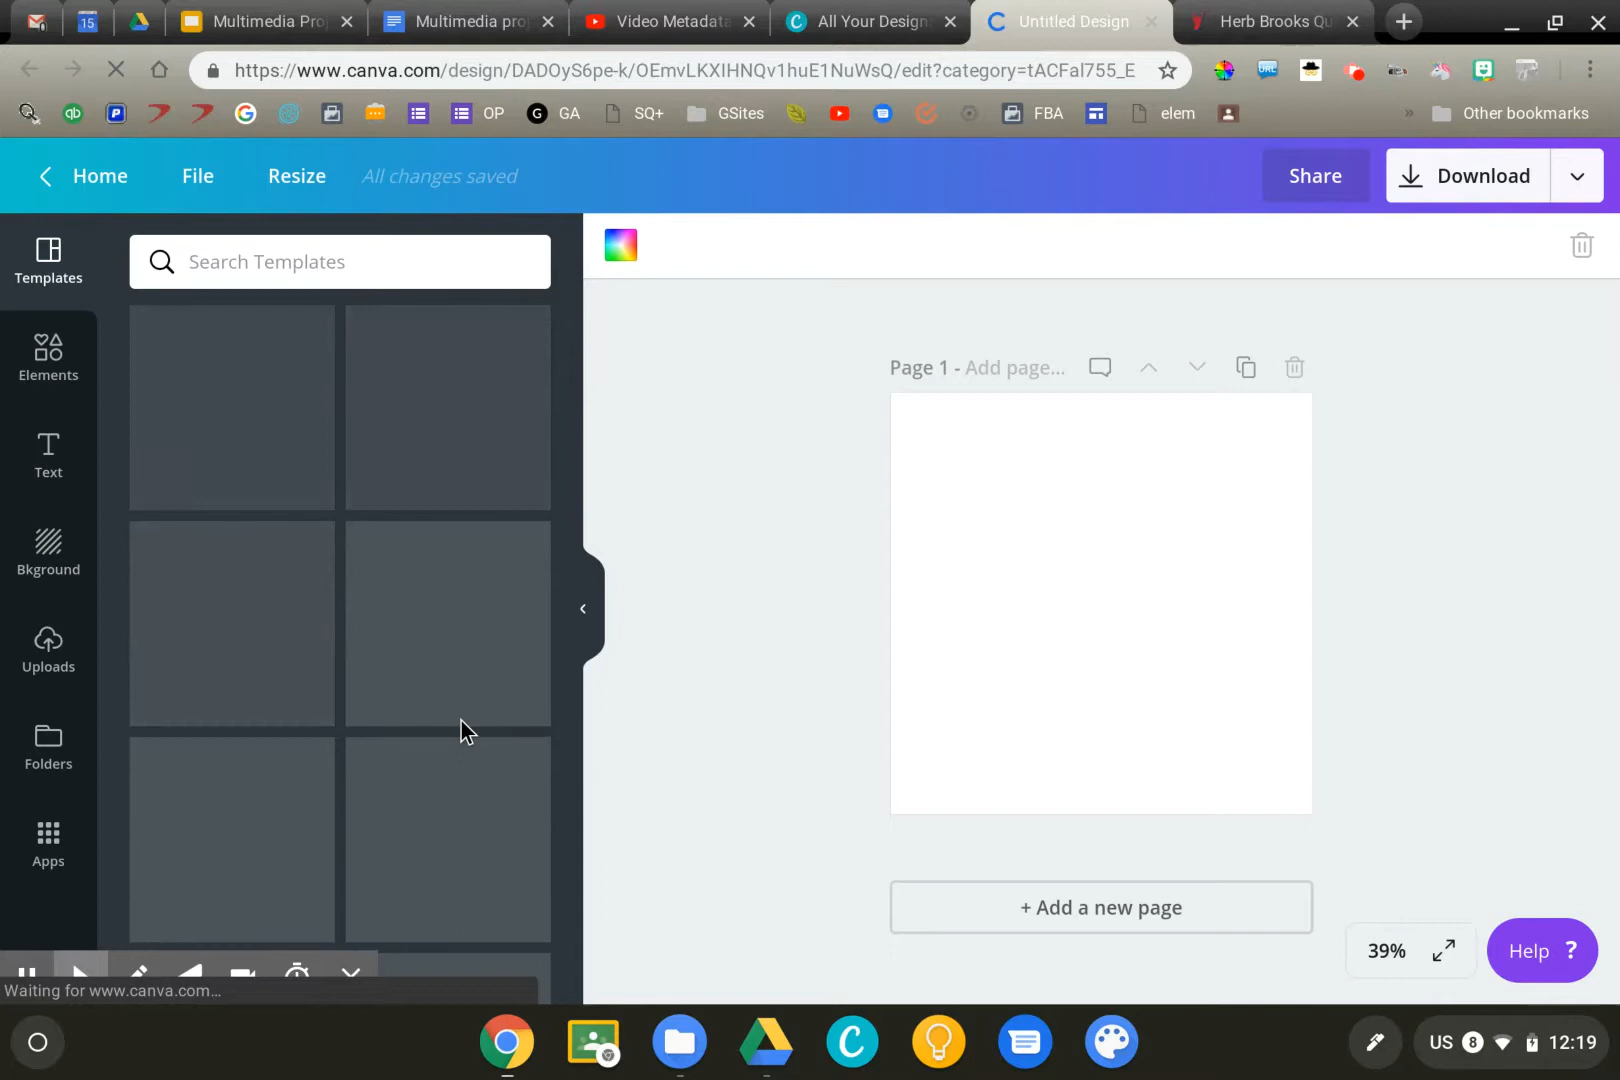 Multimedia Pro
Multimedia pro
Video Metadata
All Your Design
Untitled Design
Herb Brooks Qu
https://www.canva.com/design/DADOyS6pe-k/OEmvLKXIHNQv1huE1NuWsQ/edit?category=tACFal755_E
OP
GA
SQ+
GSites
FBA
elem
Other bookmarks
Home
File
Resize
All changes saved
Share
Download
Templates
Search Templates
Elements
Text
Bkground
Uploads
Folders
Apps
Page 1 - Add page...
+ Add a new page
39%
Help ?
Waiting for www.canva.com...
US 8 12:19